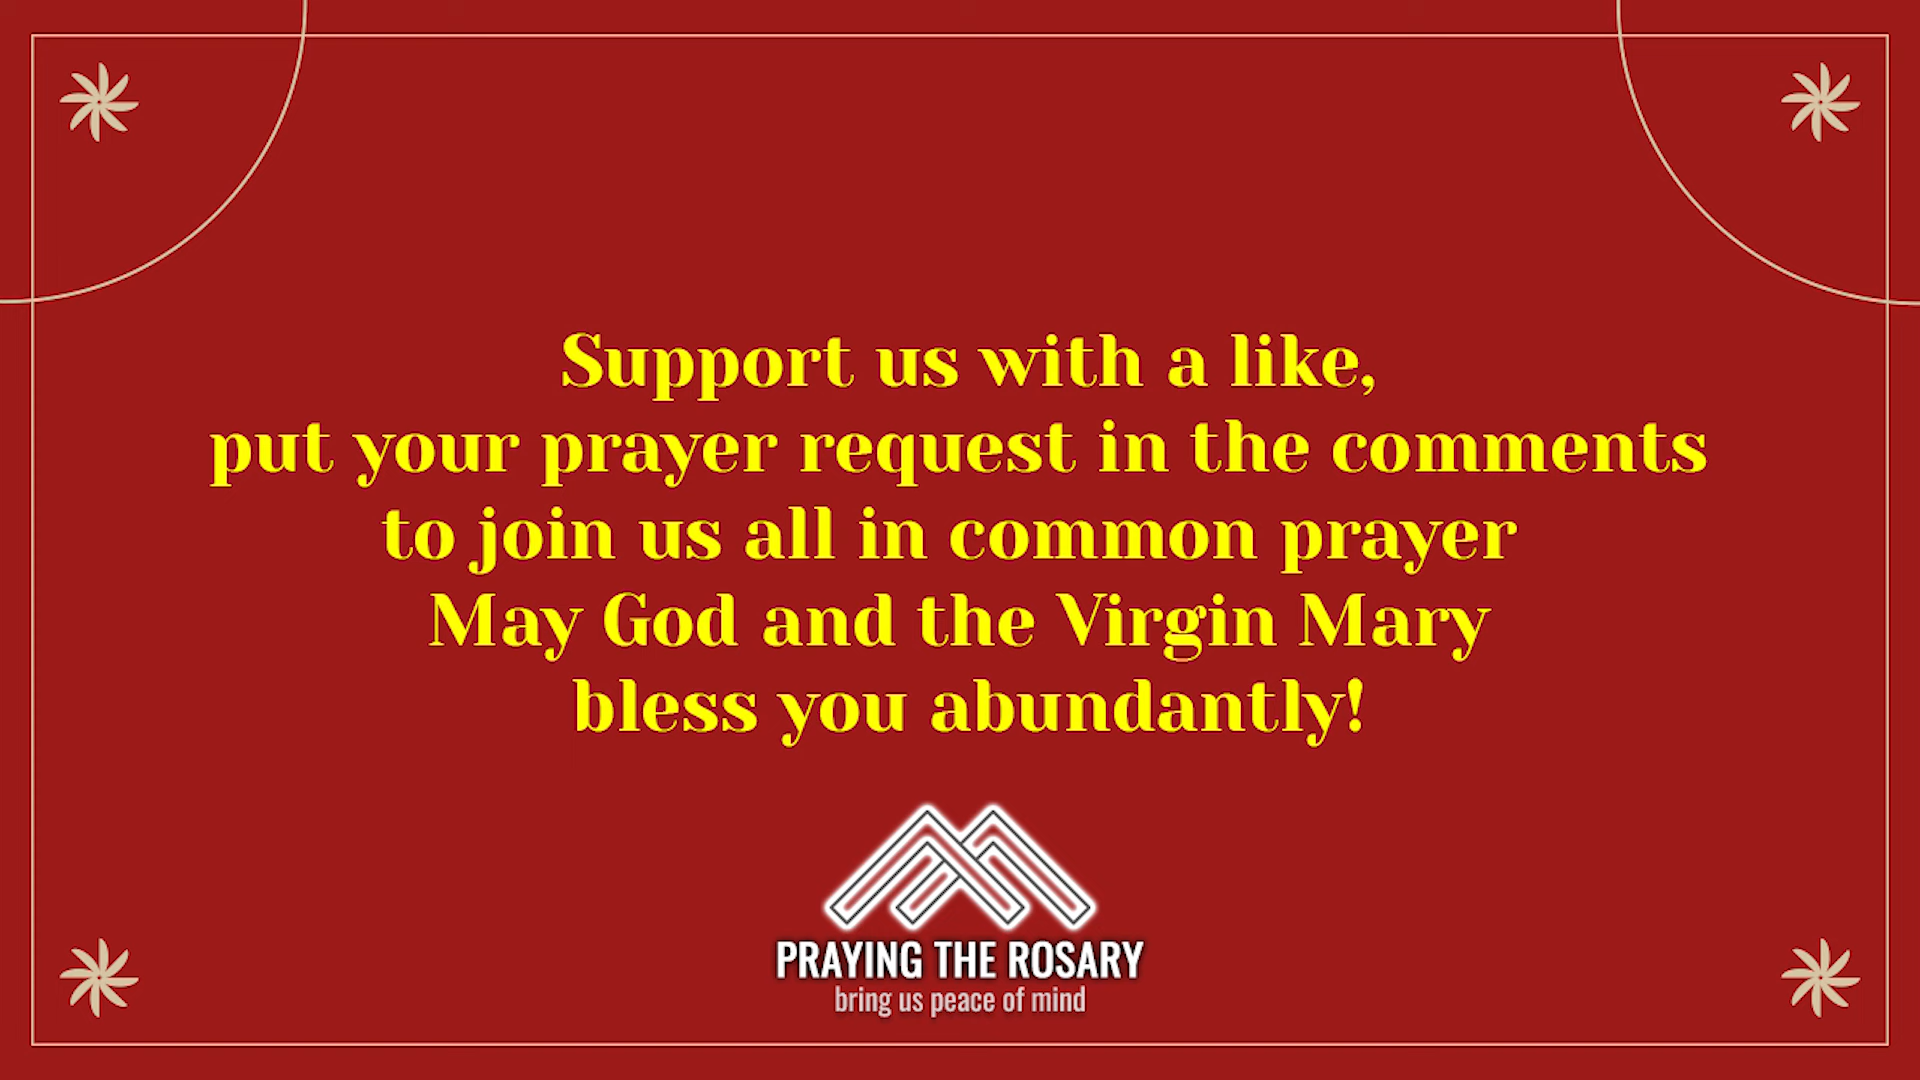 Support us with a like,
put your prayer request in the comments
to join us all in common prayer
May God and the Virgin Mary
bless you abundantly!
PRAYING THE ROSARY
bring us peace of mind